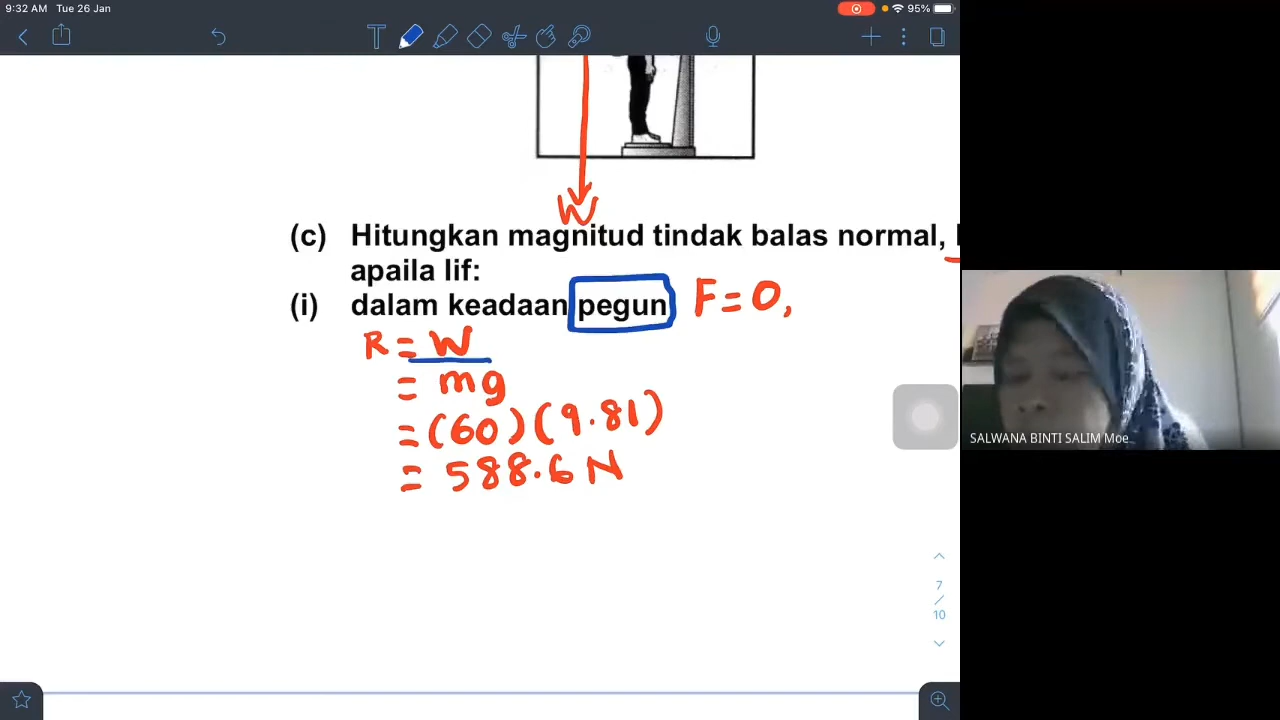 9:32 AM Tue 26 Jan
95%
W
(c) Hitungkan magnitud tindak balas normal,
apaila lif:
(i) dalam keadaan pegun F = 0,
R = W
= mg
= (60)(9.81)
= 588.6 N
SALWANA BINTI SALIM Moe
7
/
10